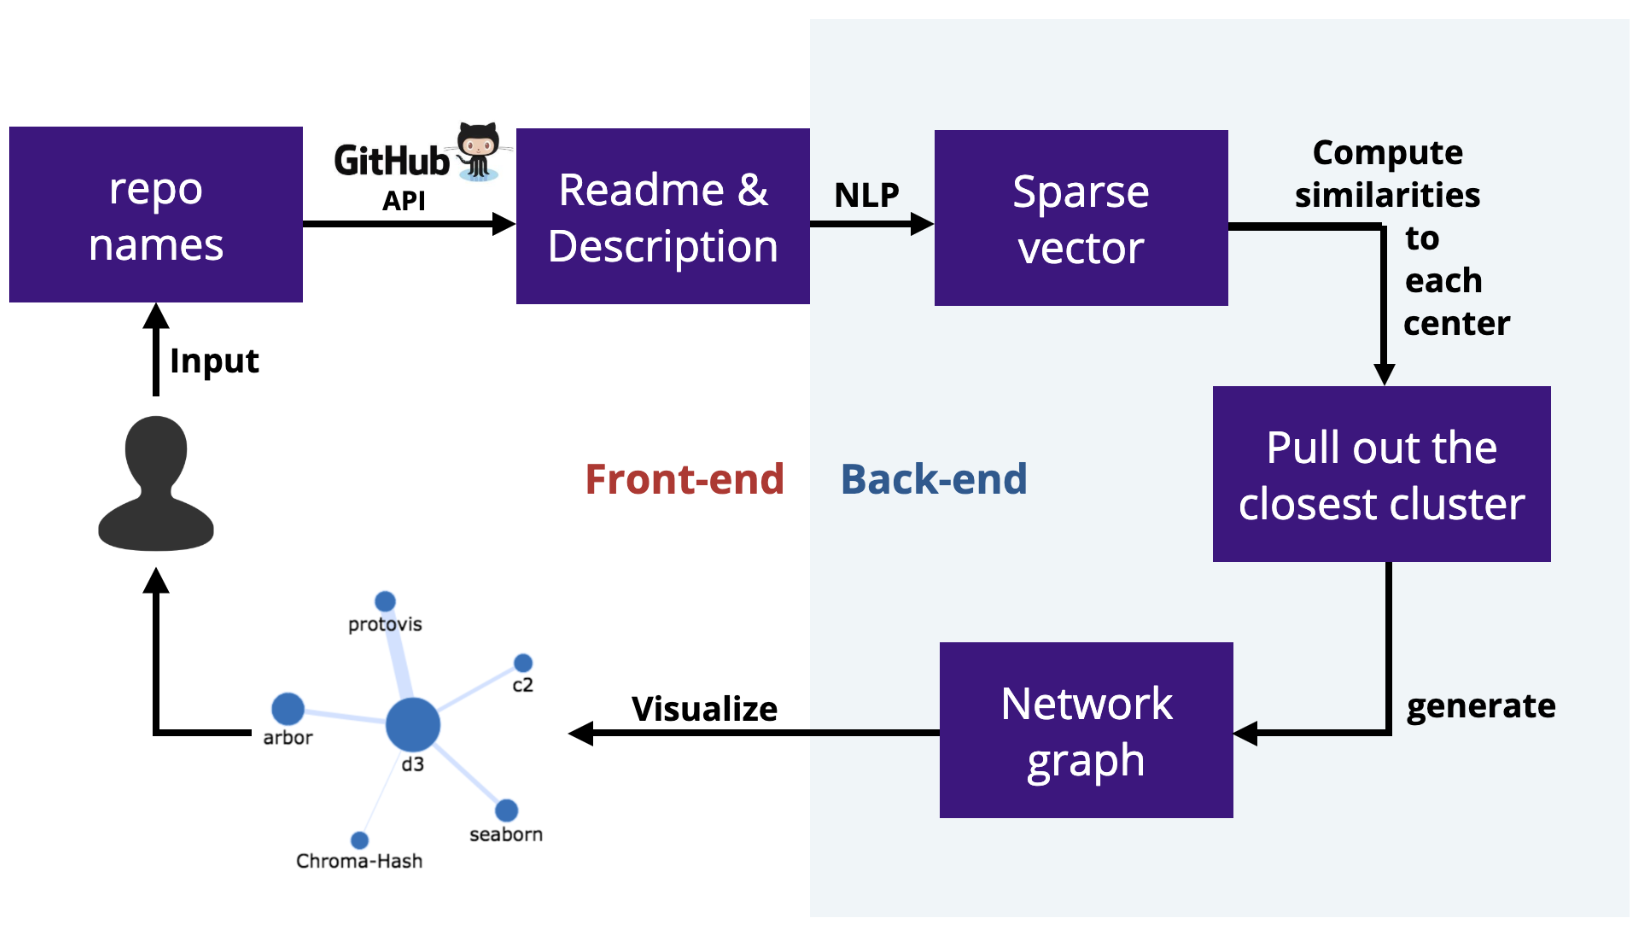 repo
names
GitHub
API
Readme &
Description
NLP
Sparse
vector
Compute
similarities
to
each
center
Input
Front-end
Back-end
Pull out the
closest cluster
protovis
c2
arbor
d3
seaborn
Chroma-Hash
Visualize
Network
graph
generate